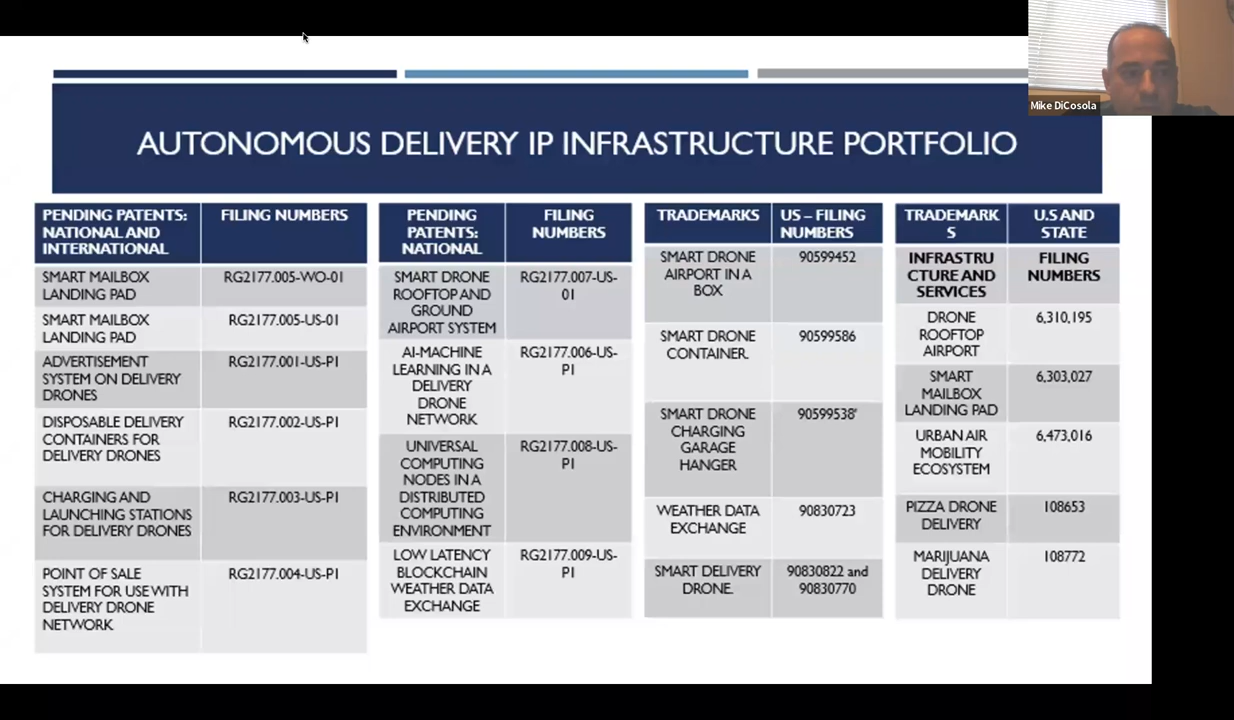 Mike DiCosola
AUTONOMOUS DELIVERY IP INFRASTRUCTURE PORTFOLIO
PENDING PATENTS:
NATIONAL AND
INTERNATIONAL
FILING NUMBERS
SMART MAILBOX
LANDING PAD
RG2177.005-WO-01
SMART MAILBOX
LANDING PAD
RG2177.005-US-01
ADVERTISEMENT
SYSTEM ON DELIVERY
DRONES
RG2177.001-US-P1
DISPOSABLE DELIVERY
CONTAINERS FOR
DELIVERY DRONES
RG2177.002-US-P1
CHARGING AND
LAUNCHING STATIONS
FOR DELIVERY DRONES
RG2177.003-US-P1
POINT OF SALE
SYSTEM FOR USE WITH
DELIVERY DRONE
NETWORK
RG2177.004-US-P1
PENDING
PATENTS:
NATIONAL
FILING
NUMBERS
SMART DRONE
ROOFTOP AND
GROUND
AIRPORT SYSTEM
RG2177.007-US-
01
AI-MACHINE
LEARNING IN A
DELIVERY
DRONE
NETWORK
RG2177.006-US-
P1
UNIVERSAL
COMPUTING
NODES IN A
DISTRIBUTED
COMPUTING
ENVIRONMENT
RG2177.008-US-
P1
LOW LATENCY
BLOCKCHAIN
WEATHER DATA
EXCHANGE
RG2177.009-US-
P1
TRADEMARKS
US – FILING
NUMBERS
SMART DRONE
AIRPORT IN A
BOX
90599452
SMART DRONE
CONTAINER.
90599586
SMART DRONE
CHARGING
GARAGE
HANGER
90599538'
WEATHER DATA
EXCHANGE
90830723
SMART DELIVERY
DRONE.
90830822 and
90830770
TRADEMARK
S
U.S AND
STATE
INFRASTRU
CTURE AND
SERVICES
FILING
NUMBERS
DRONE
ROOFTOP
AIRPORT
6,310,195
SMART
MAILBOX
LANDING PAD
6,303,027
URBAN AIR
MOBILITY
ECOSYSTEM
6,473,016
PIZZA DRONE
DELIVERY
108653
MARIJUANA
DELIVERY
DRONE
108772